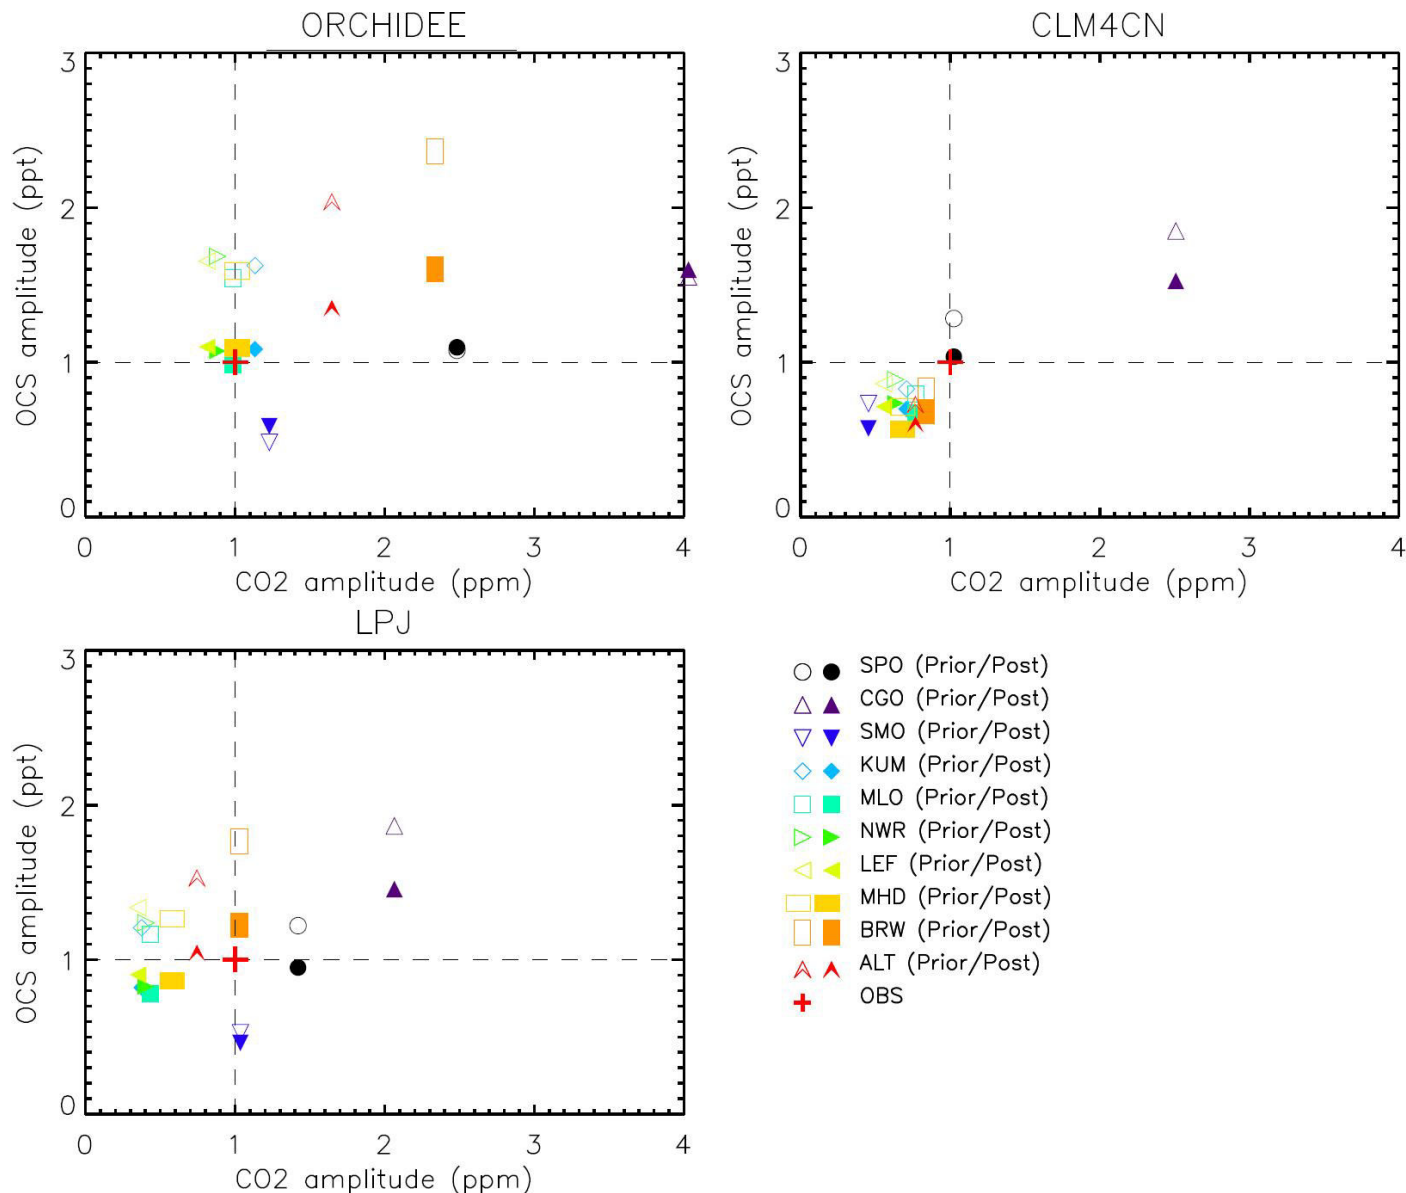 ORCHIDEE
3
2
1
0
OCS amplitude (ppt)
0 1 2 3 4
CO2 amplitude (ppm)
CLM4CN
3
2
1
0
OCS amplitude (ppt)
0 1 2 3 4
CO2 amplitude (ppm)
LPJ
3
2
1
0
OCS amplitude (ppt)
0 1 2 3 4
CO2 amplitude (ppm)
SPO (Prior/Post)
CGO (Prior/Post)
SMO (Prior/Post)
KUM (Prior/Post)
MLO (Prior/Post)
NWR (Prior/Post)
LEF (Prior/Post)
MHD (Prior/Post)
BRW (Prior/Post)
ALT (Prior/Post)
OBS